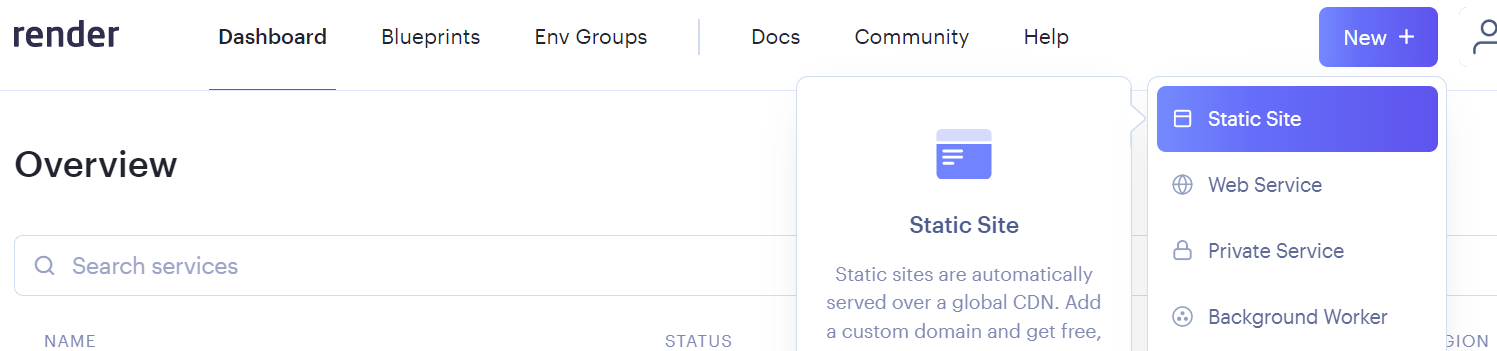 render
Dashboard
Blueprints
Env Groups
Docs
Community
Help
New +
Overview
Search services
NAME
STATUS
GION
Static Site
Static sites are automatically
served over a global CDN. Add
a custom domain and get free,
Static Site
Web Service
Private Service
Background Worker